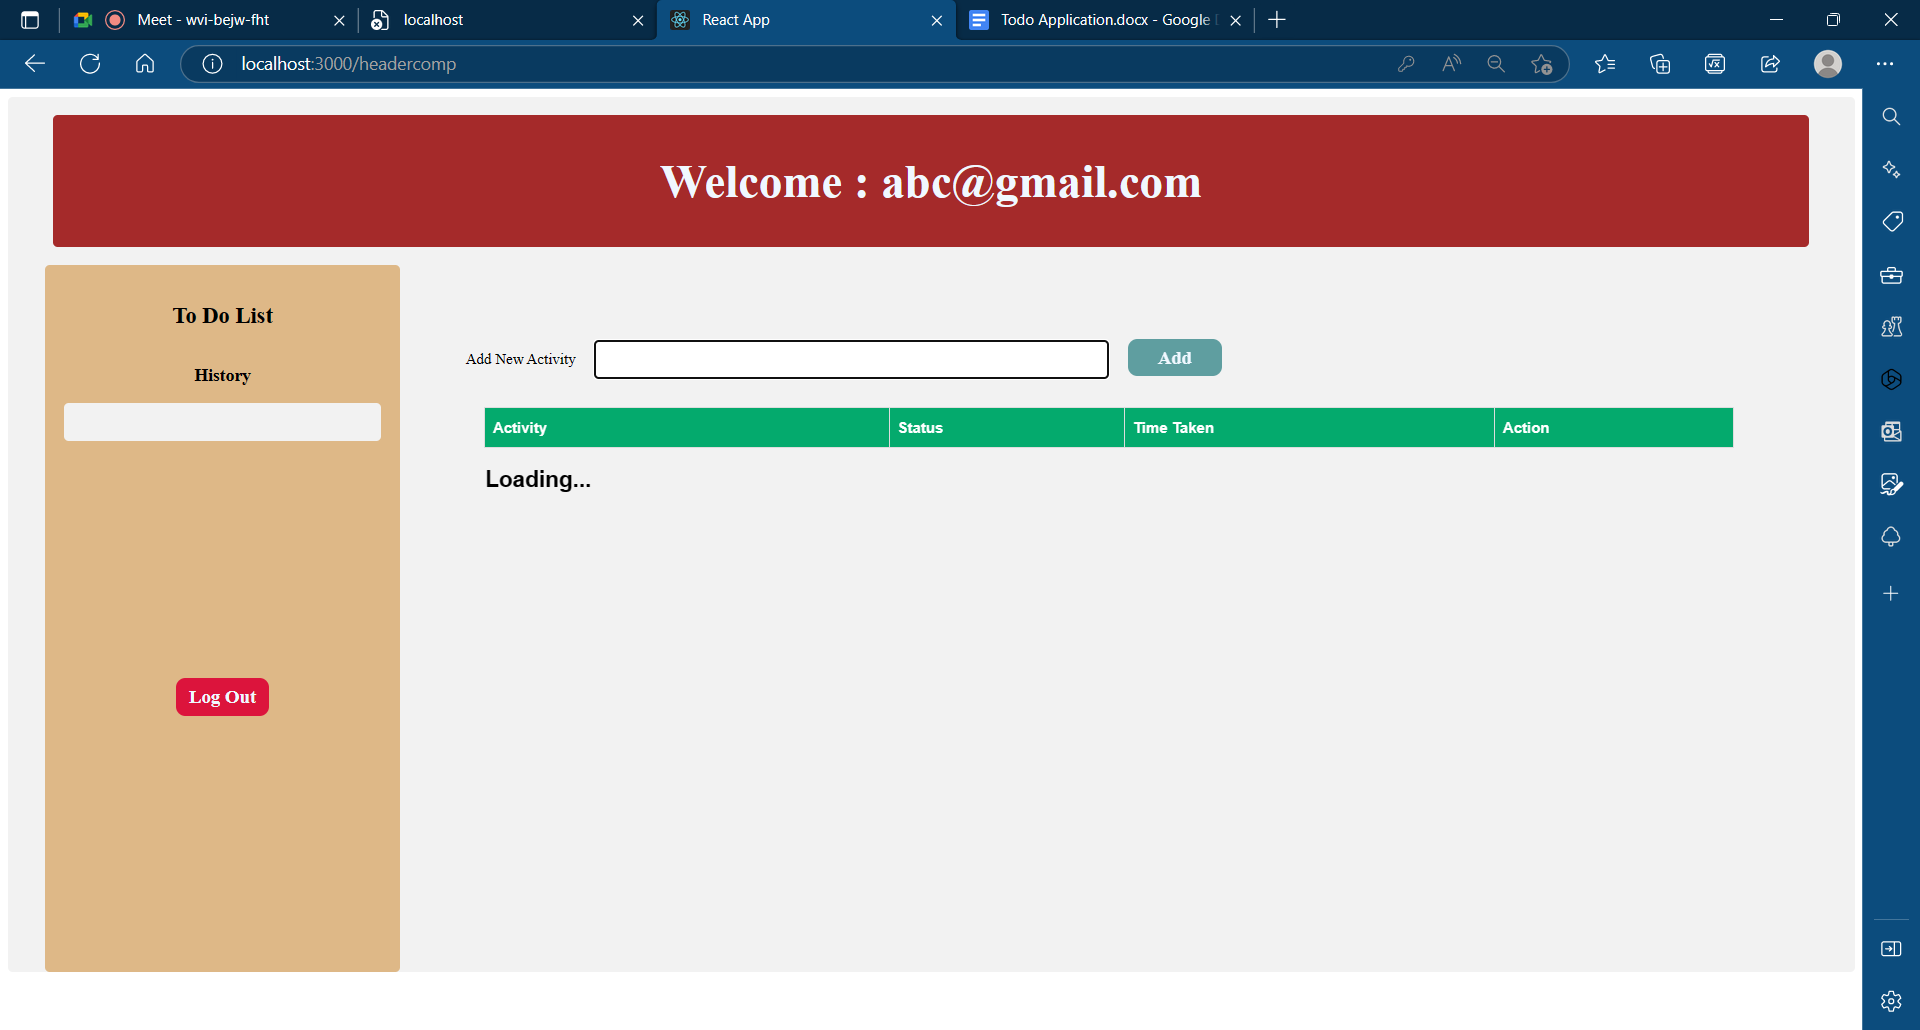 Meet - wvi-bejw-fht
localhost
React App
Todo Application.docx - Google
localhost:3000/headercomp
Welcome : abc@gmail.com
To Do List
History
Log Out
Add New Activity
Add
Activity Status Time Taken Action
Loading...